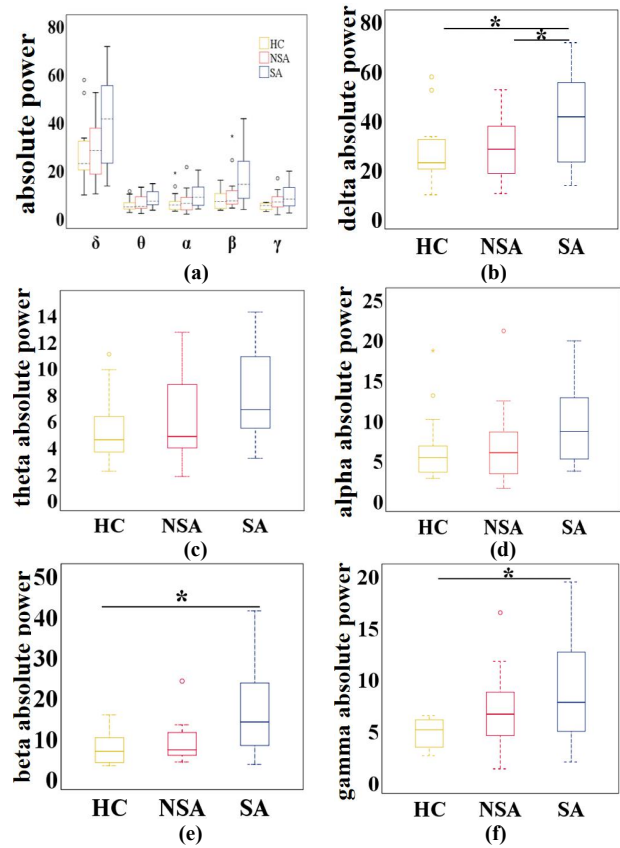 absolute power
80
60
40
20
0
HC
NSA
SA
δ θ α β γ
(a)
delta absolute power
80
60
40
20
0
* *
HC NSA SA
(b)
theta absolute power
14
12
10
8
6
4
2
0
HC NSA SA
(c)
alpha absolute power
25
20
15
10
5
0
HC NSA SA
(d)
beta absolute power
50
40
30
20
10
0
*
HC NSA SA
(e)
gamma absolute power
20
15
10
5
0
*
HC NSA SA
(f)